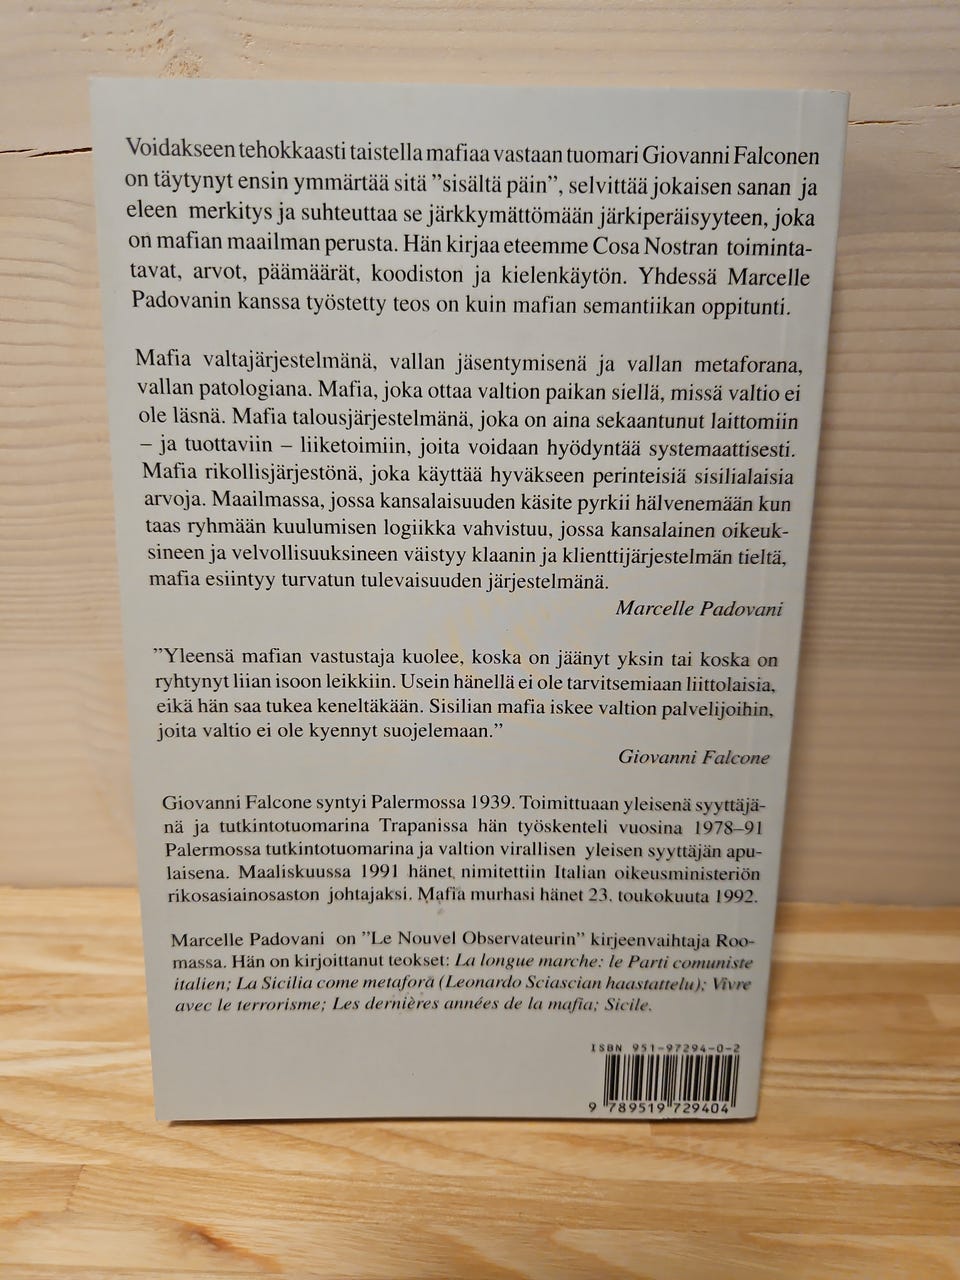 Voidakseen tehokkaasti taistella mafiaa vastaan tuomari Giovanni Falconen
on täytynyt ensin ymmärtää sitä ”sisältä päin”, selvittää jokaisen sanan ja
eleen merkitys ja suhteuttaa se järkkymättömään järkiperäisyyteen, joka
on mafian maailman perusta. Hän kirjaa eteemme Cosa Nostran toiminta-
tavat, arvot, päämäärät, koodiston ja kielenkäytön. Yhdessä Marcelle
Padovanin kanssa työstetty teos on kuin mafian semantiikan oppitunti.
Mafia valtajärjestelmänä, vallan jäsentymisenä ja vallan metaforana,
vallan patologiana. Mafia, joka ottaa valtion paikan siellä, missä valtio ei
ole läsnä. Mafia talousjärjestelmänä, joka on aina sekaantunut laittomiin
– ja tuottaviin – liiketoimiin, joita voidaan hyödyntää systemaattisesti.
Mafia rikollisjärjestönä, joka käyttää hyväkseen perinteisiä sisilialaisia
arvoja. Maailmassa, jossa kansalaisuuden käsite pyrkii hälvenemään kun
taas ryhmään kuulumisen logiikka vahvistuu, jossa kansalainen oikeuk-
sineen ja velvollisuuksineen väistyy klaanin ja klienttijärjestelmän tieltä,
mafia esiintyy turvatun tulevaisuuden järjestelmänä.
Marcelle Padovani
”Yleensä mafian vastustaja kuolee, koska on jäänyt yksin tai koska on
ryhtynyt liian isoon leikkiin. Usein hänellä ei ole tarvitsemiaan liittolaisia,
eikä hän saa tukea keneltäkään. Sisilian mafia iskee valtion palvelijoihin,
joita valtio ei ole kyennyt suojelemaan.”
Giovanni Falcone
Giovanni Falcone syntyi Palermossa 1939. Toimittuaan yleisenä syyttäjä-
nä ja tutkintotuomarina Trapanissa hän työskenteli vuosina 1978–91
Palermossa tutkintotuomarina ja valtion virallisen yleisen syyttäjän apu-
laisena. Maaliskuussa 1991 hänet nimitettiin Italian oikeusministeriön
rikosasiainosaston johtajaksi. Mafia murhasi hänet 23. toukokuuta 1992.
Marcelle Padovani on ”Le Nouvel Observateurin” kirjeenvaihtaja Roo-
massa. Hän on kirjoittanut teokset: La longue marche: le Parti comuniste
italien; La Sicilia come metafora (Leonardo Sciascian haastattelu); Vivre
avec le terrorisme; Les dernières années de la mafia; Sicile.
ISBN 951-97294-0-2
9 789519 729404